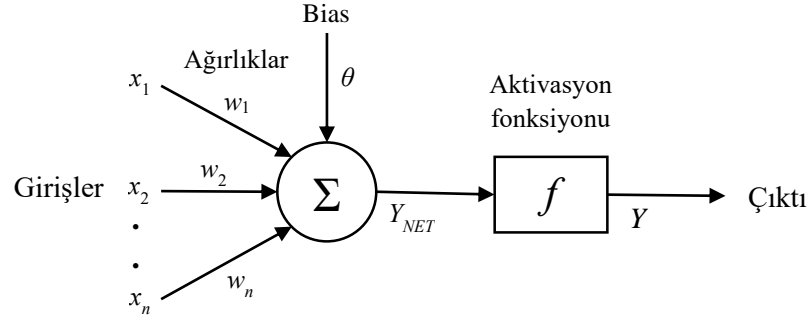 Bias
Ağırlıklar
θ
x1
w1
Aktivasyon
fonksiyonu
Girişler
x2
w2
Σ
YNET
f
Y
Çıktı
.
.
xn
wn